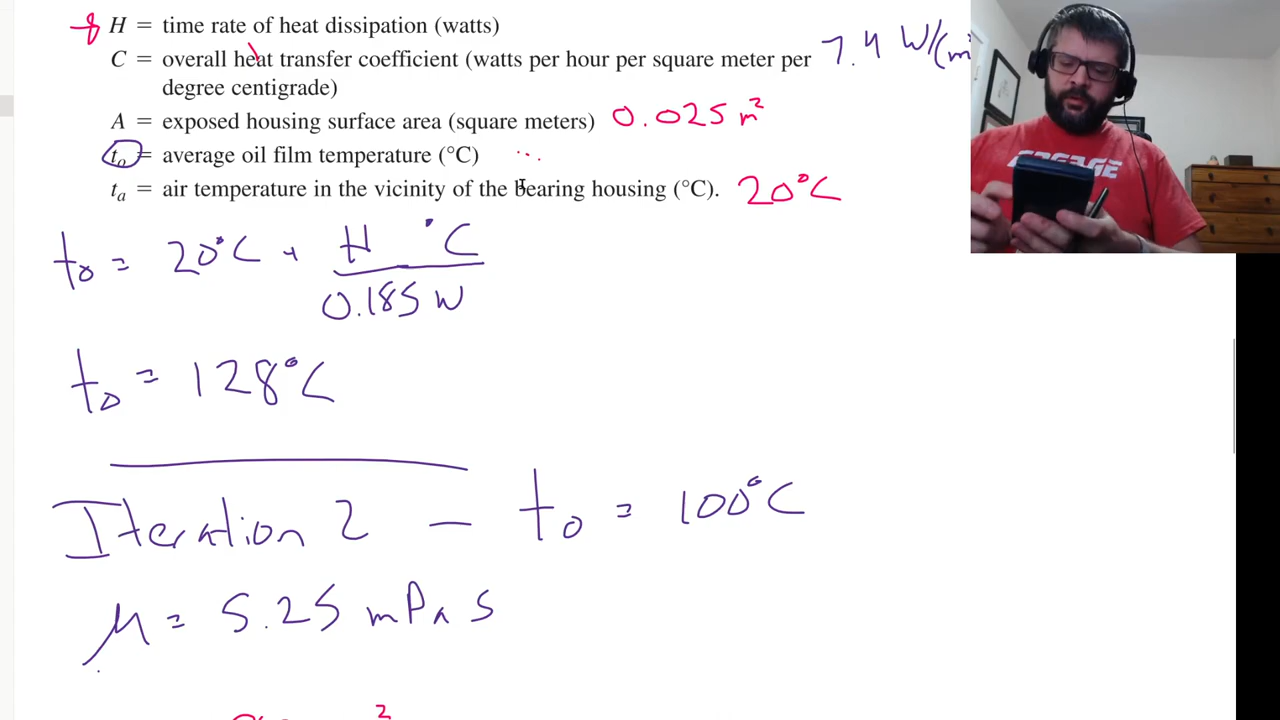 H = time rate of heat dissipation (watts)
C = overall heat transfer coefficient (watts per hour per square meter per
degree centigrade)
7.4 W/(m²
A = exposed housing surface area (square meters) 0.025 m²
tₒ = average oil film temperature (°C) ...
tₐ = air temperature in the vicinity of the bearing housing (°C). 20°C
t₀ = 20°C + H °C / 0.185 W
t₀ = 128°C
Iteration 2 – t₀ = 100°C
μ = 5.25 mPa s